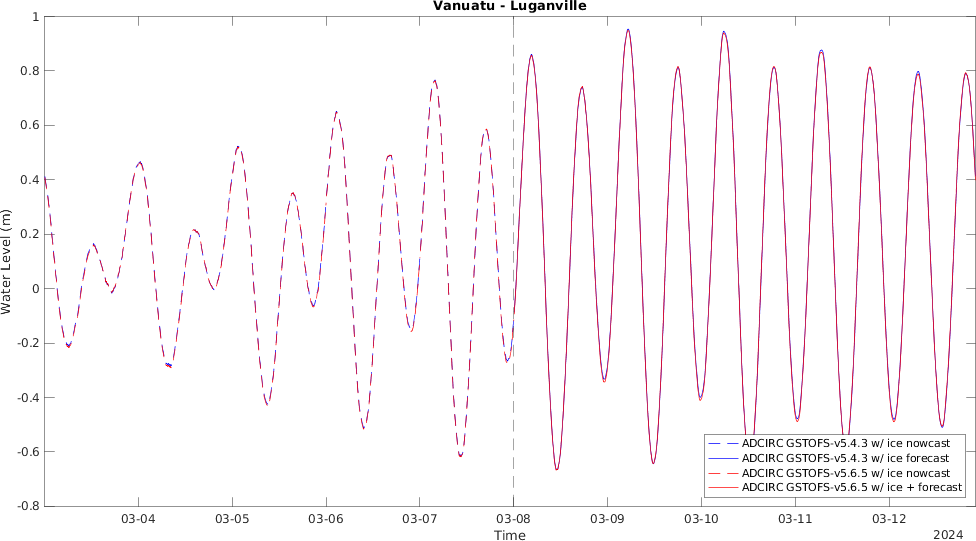 Vanuatu - Luganville
Water Level (m)
1
0.8
0.6
0.4
0.2
0
-0.2
-0.4
-0.6
-0.8
ADCIRC GSTOFS-v5.4.3 w/ ice nowcast
ADCIRC GSTOFS-v5.4.3 w/ ice forecast
ADCIRC GSTOFS-v5.6.5 w/ ice nowcast
ADCIRC GSTOFS-v5.6.5 w/ ice + forecast
03-04 03-05 03-06 03-07 03-08 03-09 03-10 03-11 03-12
Time
2024